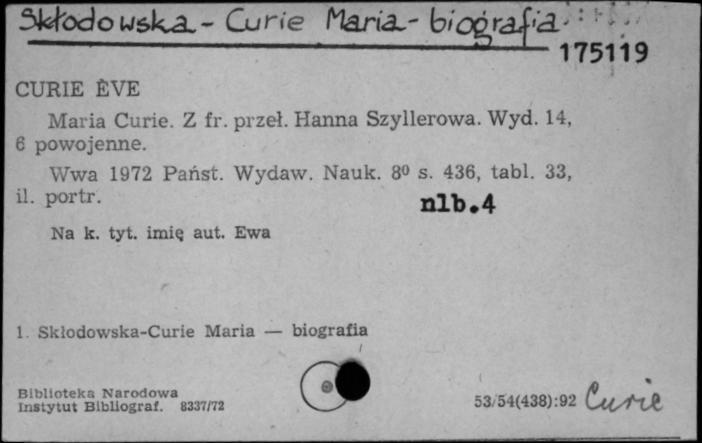 Skłodowska - Curie Maria - biografia
175119
CURIE ÈVE
Maria Curie. Z fr. przeł. Hanna Szyllerowa. Wyd. 14,
6 powojenne.
Wwa 1972 Państ. Wydaw. Nauk. 8⁰ s. 436, tabl. 33,
il. portr.
nlb.4
Na k. tyt. imię aut. Ewa
1. Skłodowska-Curie Maria — biografia
Biblioteka Narodowa
Instytut Bibliograf. 8337/72
53/54(438):92 Curie